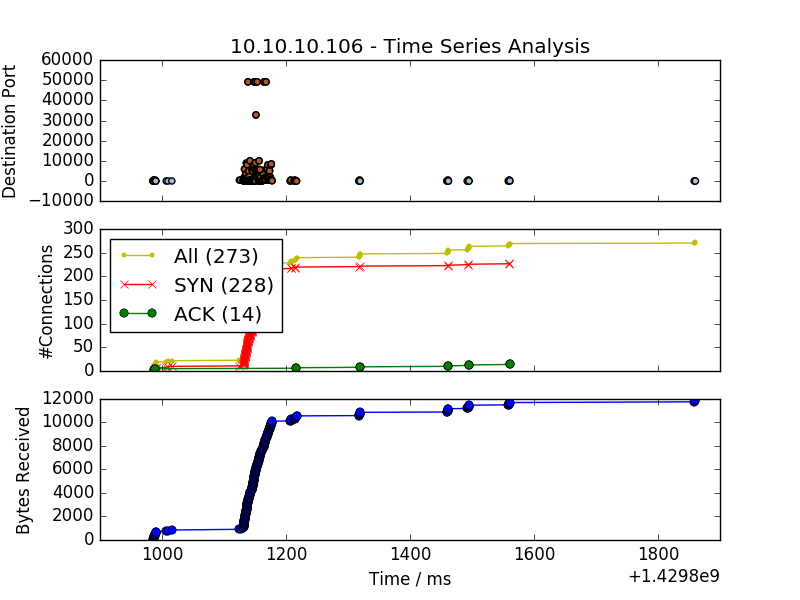 10.10.10.106 - Time Series Analysis
60000
50000
40000
30000
20000
10000
0
−10000
Destination Port
300
250
200
150
100
50
0
#Connections
All (273)
SYN (228)
ACK (14)
12000
10000
8000
6000
4000
2000
0
Bytes Received
1000 1200 1400 1600 1800
Time / ms
+1.4298e9